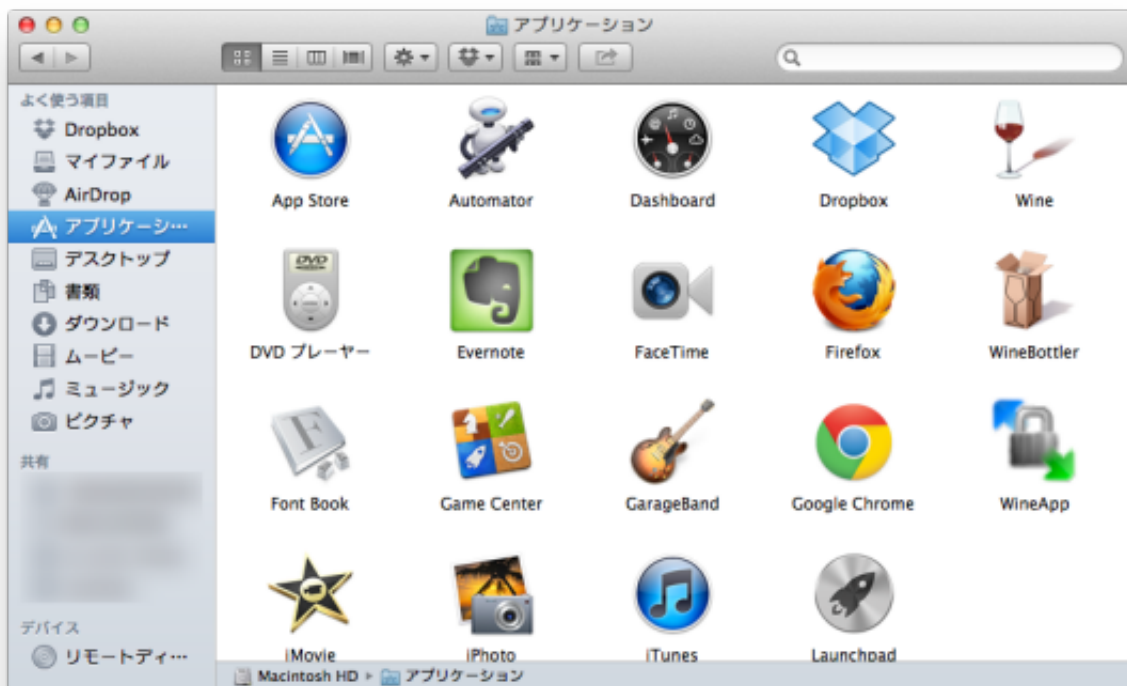 アプリケーション
よく使う項目
Dropbox
マイファイル
AirDrop
アプリケーシ…
デスクトップ
書類
ダウンロード
ムービー
ミュージック
ピクチャ
共有
デバイス
リモートディ…
App Store
Automator
Dashboard
Dropbox
Wine
DVD プレーヤー
Evernote
FaceTime
Firefox
WineBottler
Font Book
Game Center
GarageBand
Google Chrome
WineApp
iMovie
iPhoto
iTunes
Launchpad
Macintosh HD ▸ アプリケーション